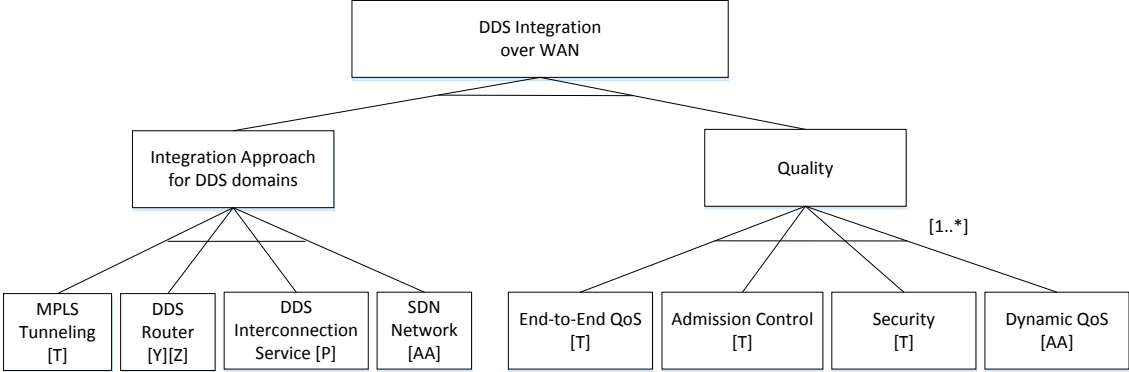 DDS Integration
over WAN
Integration Approach
for DDS domains
Quality
[1..*]
MPLS
Tunneling
[T]
DDS
Router
[Y][Z]
DDS
Interconnection
Service [P]
SDN
Network
[AA]
End-to-End QoS
[T]
Admission Control
[T]
Security
[T]
Dynamic QoS
[AA]